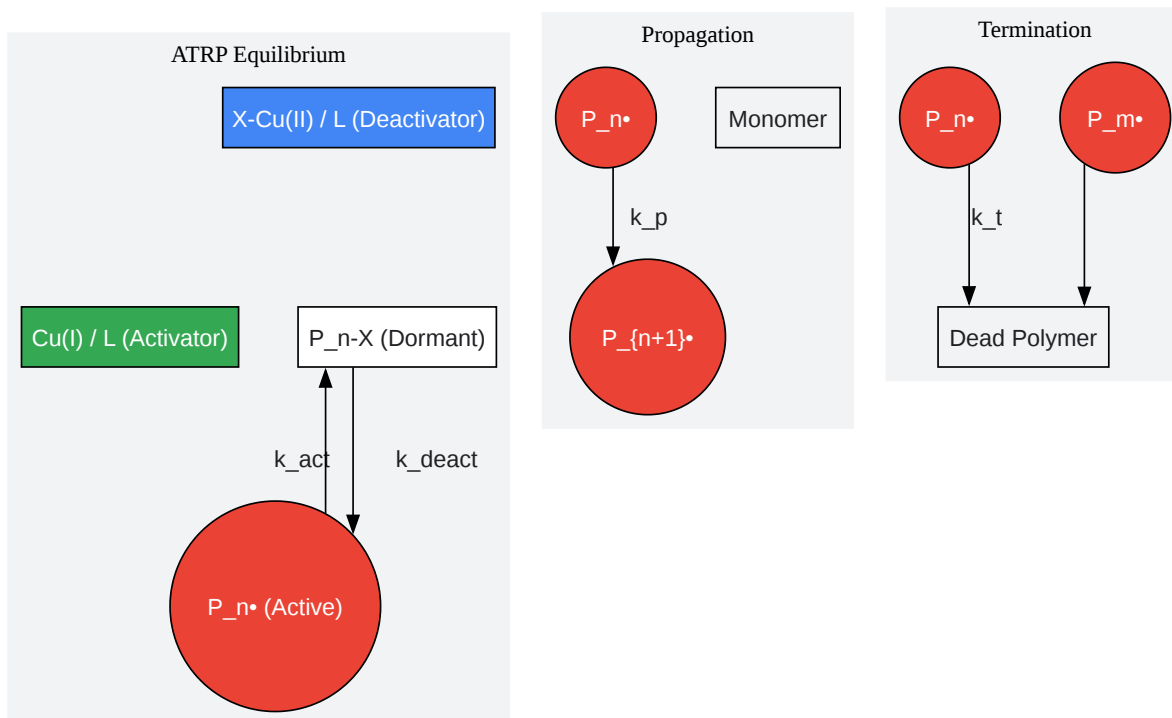 ATRP Equilibrium
X-Cu(II) / L (Deactivator)
Cu(I) / L (Activator)
P_n-X (Dormant)
k_act
k_deact
P_n• (Active)
Propagation
P_n•
Monomer
k_p
P_{n+1}•
Termination
P_n•
P_m•
k_t
Dead Polymer